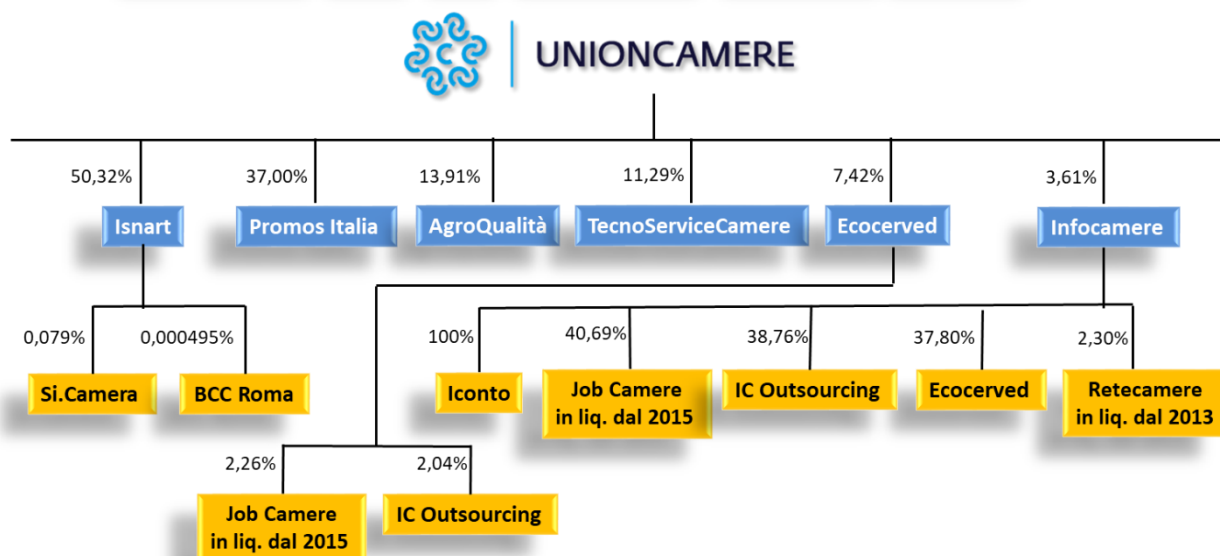 UNIONCAMERE
50,32%
37,00%
13,91%
11,29%
7,42%
3,61%
Isnart
Promos Italia
AgroQualità
TecnoServiceCamere
Ecocerved
Infocamere
0,079%
0,000495%
100%
40,69%
38,76%
37,80%
2,30%
Si.Camera
BCC Roma
Iconto
Job Camere
in liq. dal 2015
IC Outsourcing
Ecocerved
Retecamere
in liq. dal 2013
2,26%
2,04%
Job Camere
in liq. dal 2015
IC Outsourcing